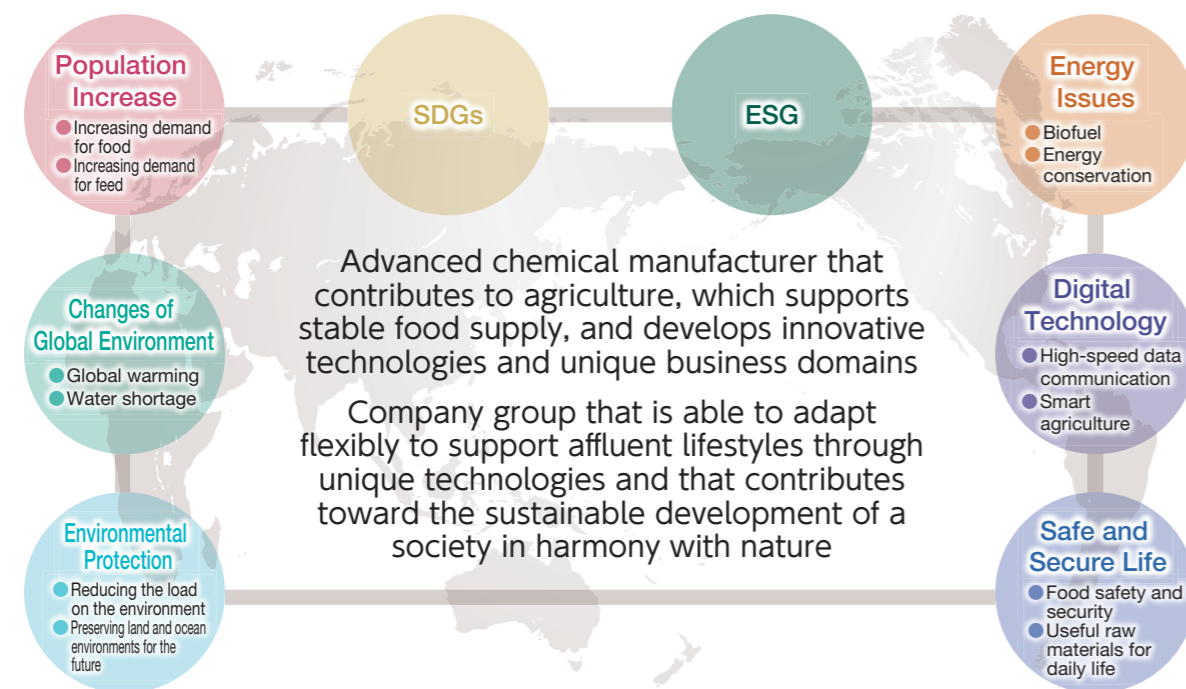 Population
Increase
Increasing demand
for food
Increasing demand
for feed
SDGs
ESG
Energy
Issues
Biofuel
Energy
conservation
Changes of
Global Environment
Global warming
Water shortage
Advanced chemical manufacturer that
contributes to agriculture, which supports
stable food supply, and develops innovative
technologies and unique business domains
Company group that is able to adapt
flexibly to support affluent lifestyles through
unique technologies and that contributes
toward the sustainable development of a
society in harmony with nature
Digital
Technology
High-speed data
communication
Smart
agriculture
Environmental
Protection
Reducing the load
on the environment
Preserving land and ocean
environments for the
future
Safe and
Secure Life
Food safety and
security
Useful raw
materials for
daily life